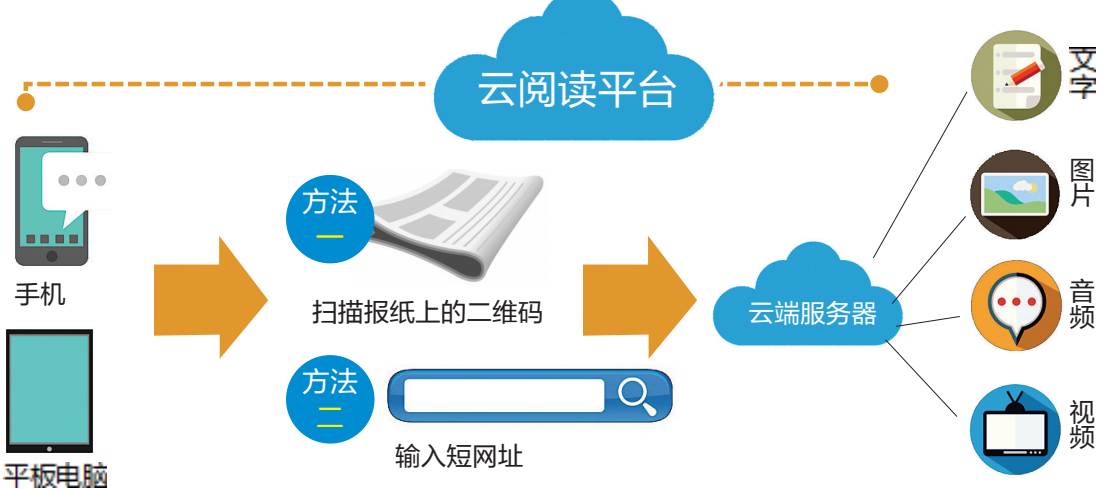 云阅读平台
手机
平板电脑
方法
一
扫描报纸上的二维码
方法
二
输入短网址
云端服务器
文字
图片
音频
视频